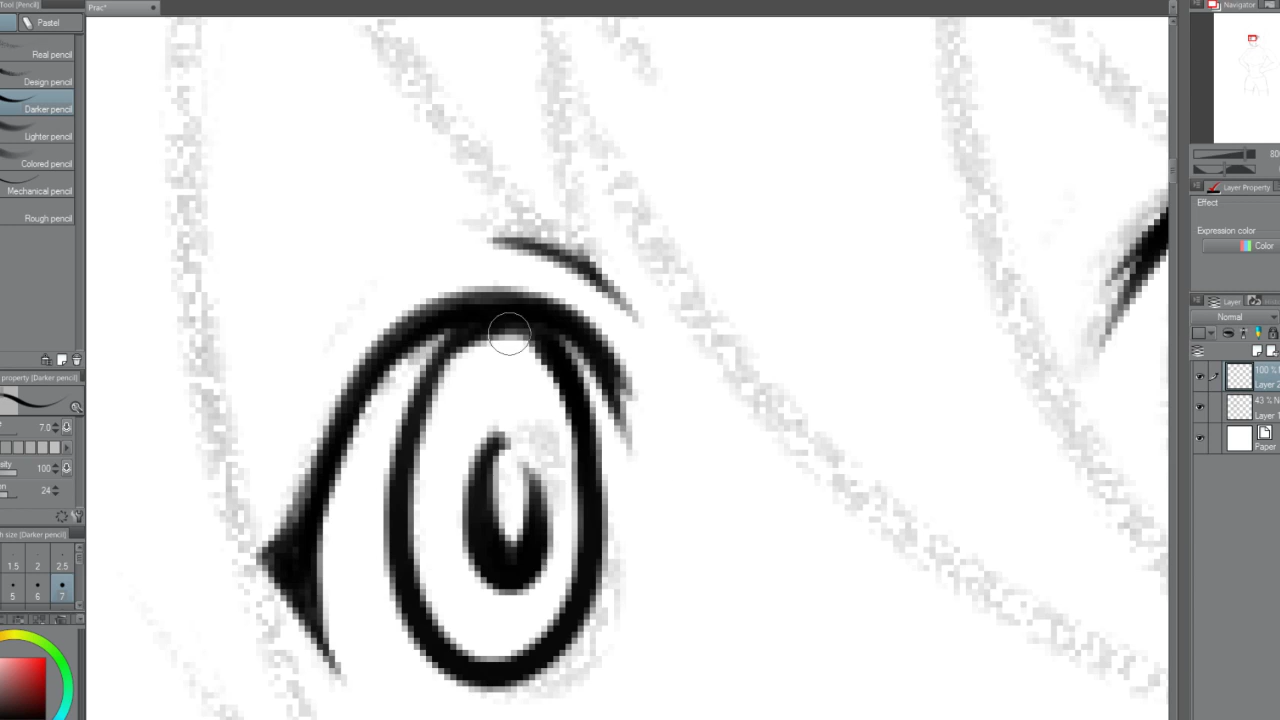 Tool [Pencil]
Pastel
Real pencil
Design pencil
Darker pencil
Lighter pencil
Colored pencil
Mechanical pencil
Rough pencil
property [Darker pencil]
7.0
100
24
size [Darker pencil]
1.5 2 2.5
5 6 7
Prac*
Navigator
80
Layer Property
Effect
Expression color
Color
Layer
Normal
100 %
Layer 2
43 % N
Layer 1
Paper